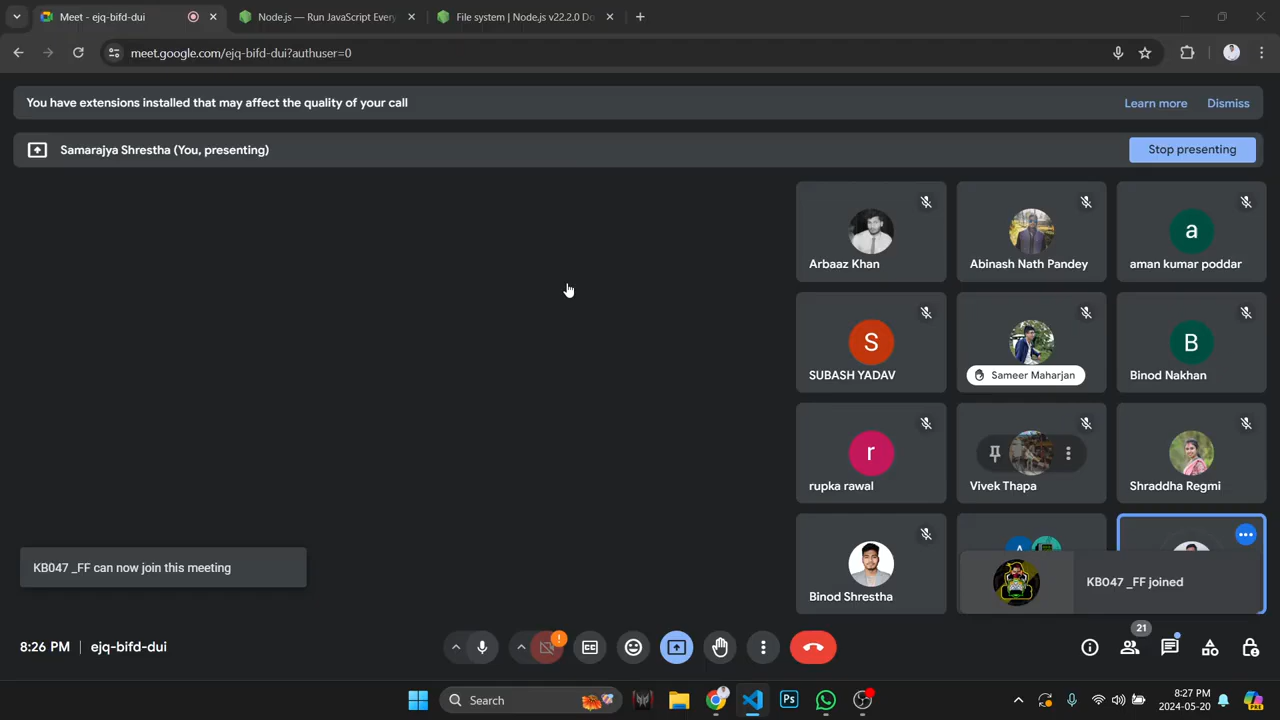 Meet - ejq-bifd-dui
Node.js — Run JavaScript Every
File system | Node.js v22.2.0 Do
meet.google.com/ejq-bifd-dui?authuser=0
You have extensions installed that may affect the quality of your call
Learn more
Dismiss
Samarajya Shrestha (You, presenting)
Stop presenting
Arbaaz Khan
Abinash Nath Pandey
a
aman kumar poddar
S
SUBASH YADAV
Sameer Maharjan
B
Binod Nakhan
r
rupka rawal
Vivek Thapa
Shraddha Regmi
Binod Shrestha
A
KB047 _FF joined
KB047 _FF can now join this meeting
8:26 PM
ejq-bifd-dui
CC
21
Search
Ps
8:27 PM
2024-05-20
PRE